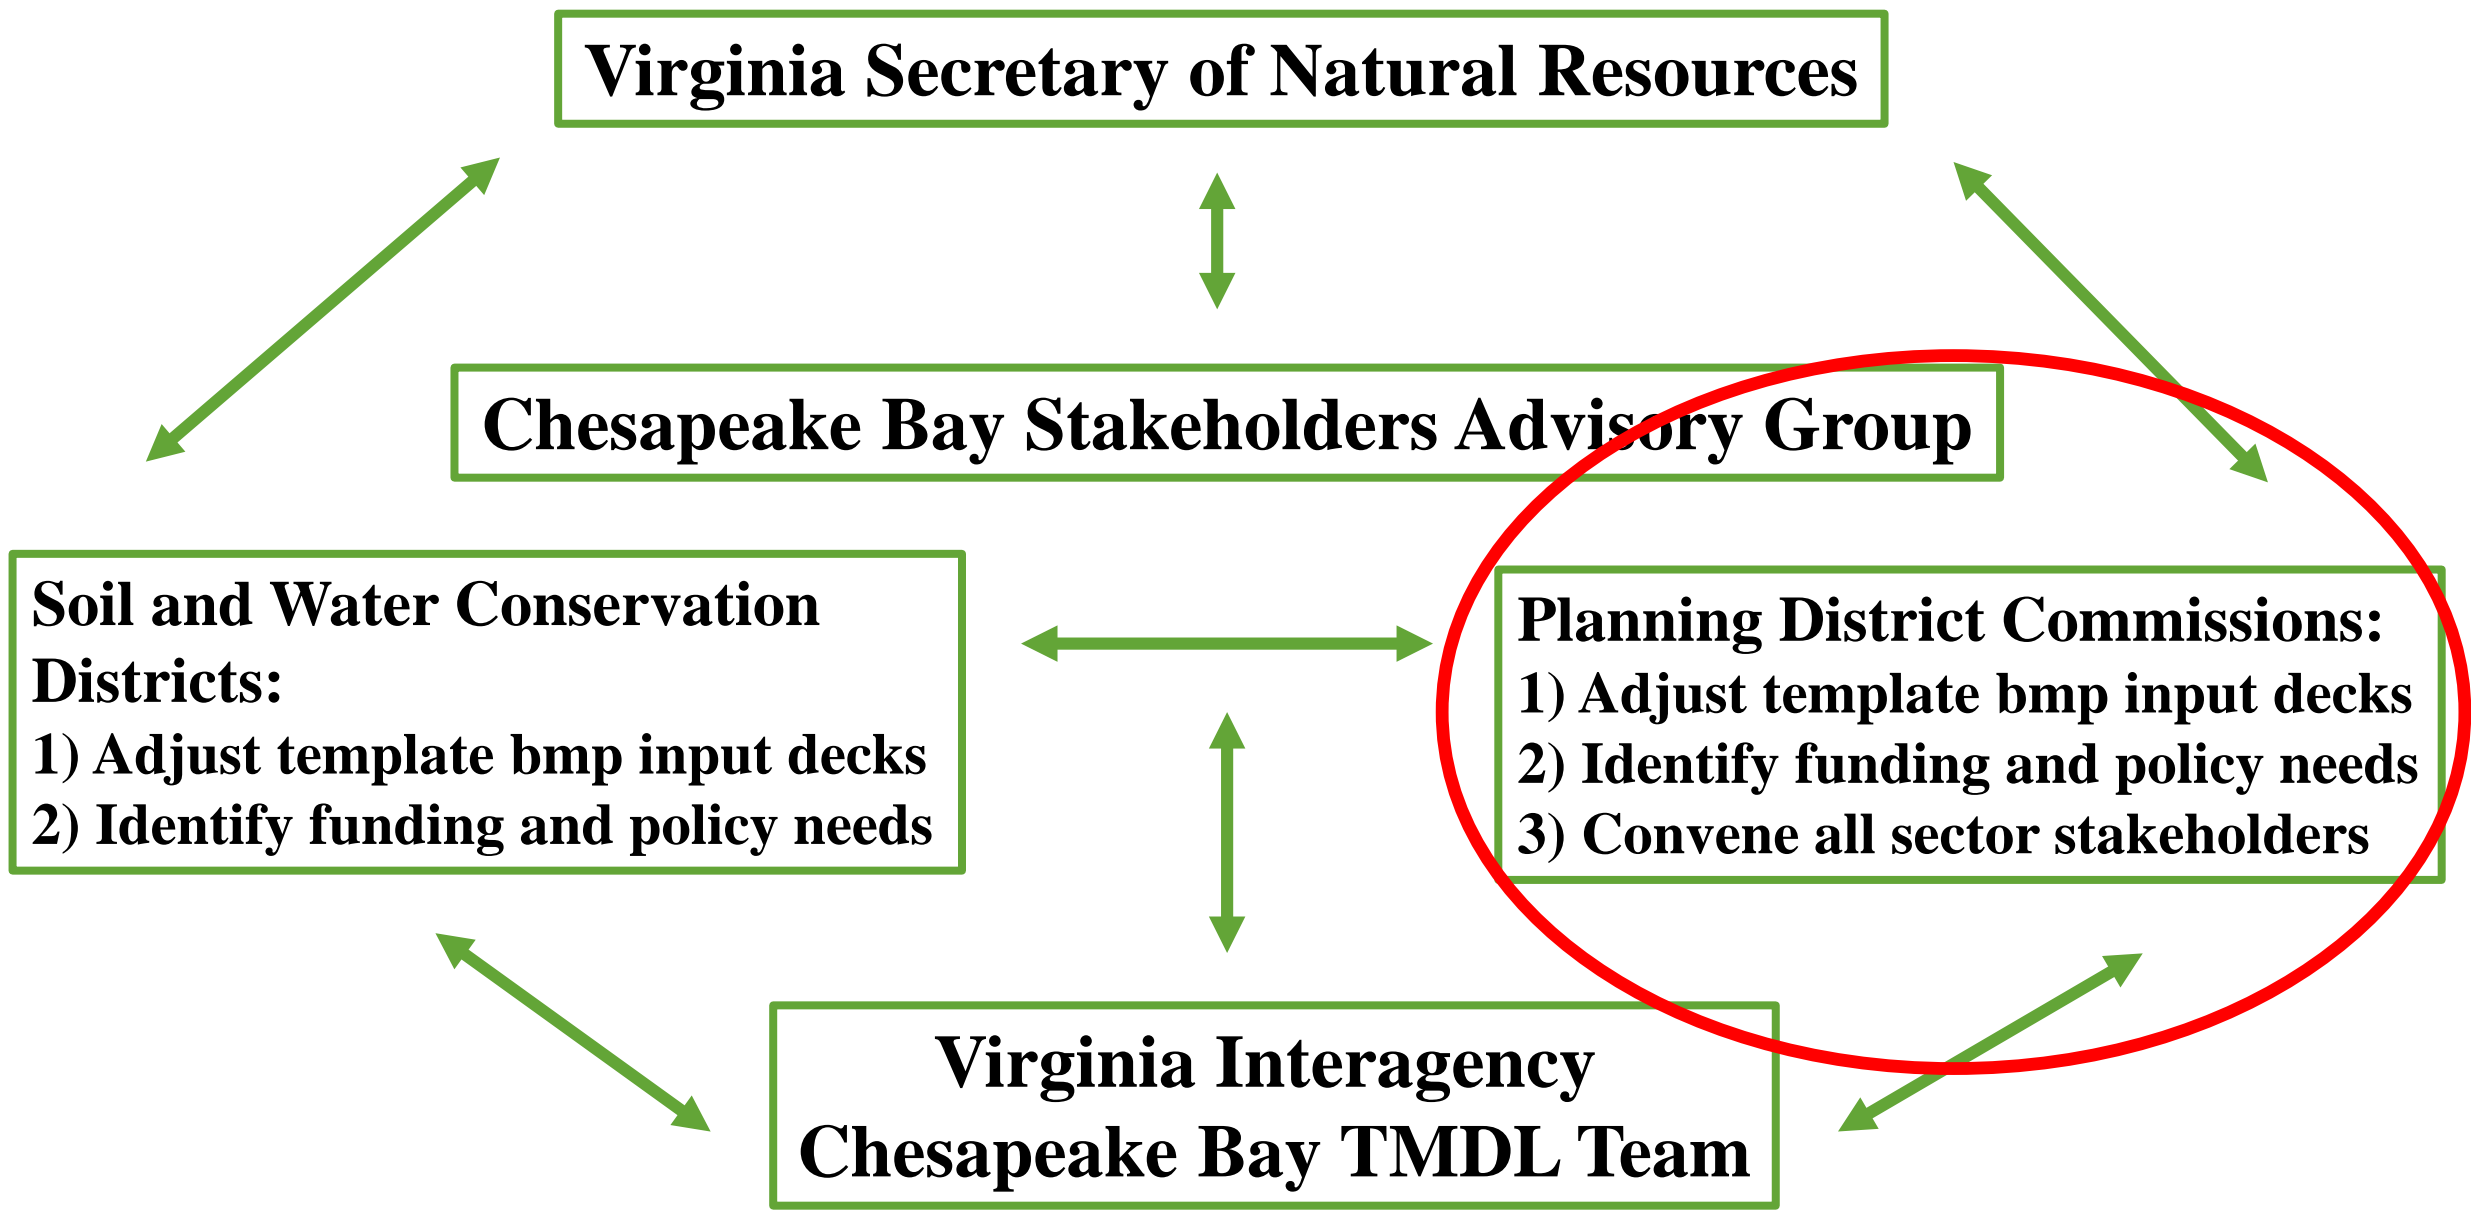 Virginia Secretary of Natural Resources
Chesapeake Bay Stakeholders Advisory Group
Soil and Water Conservation
Districts:
1) Adjust template bmp input decks
2) Identify funding and policy needs
Planning District Commissions:
1) Adjust template bmp input decks
2) Identify funding and policy needs
3) Convene all sector stakeholders
Virginia Interagency
Chesapeake Bay TMDL Team